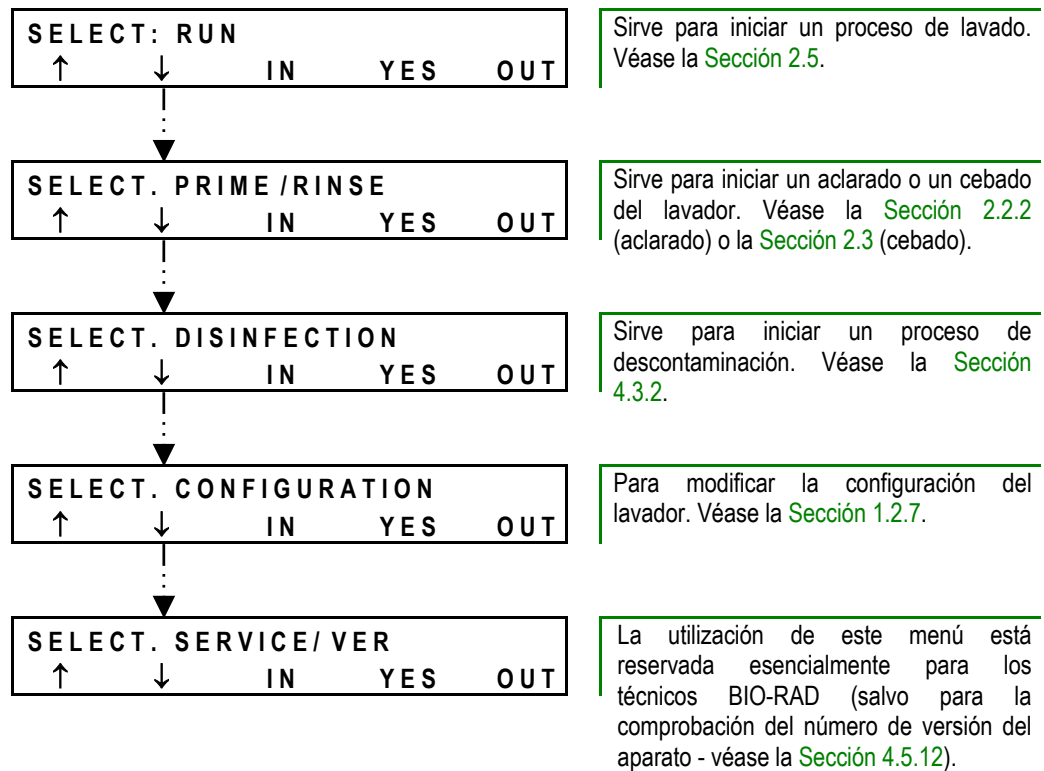 SELECT: RUN
↑ ↓ IN YES OUT
Sirve para iniciar un proceso de lavado.
Véase la Sección 2.5.
SELECT. PRIME/RINSE
↑ ↓ IN YES OUT
Sirve para iniciar un aclarado o un cebado
del lavador. Véase la Sección 2.2.2
(aclarado) o la Sección 2.3 (cebado).
SELECT. DISINFECTION
↑ ↓ IN YES OUT
Sirve para iniciar un proceso de
descontaminación. Véase la Sección
4.3.2.
SELECT. CONFIGURATION
↑ ↓ IN YES OUT
Para modificar la configuración del
lavador. Véase la Sección 1.2.7.
SELECT. SERVICE/ VER
↑ ↓ IN YES OUT
La utilización de este menú está
reservada esencialmente para los
técnicos BIO-RAD (salvo para la
comprobación del número de versión del
aparato - véase la Sección 4.5.12).